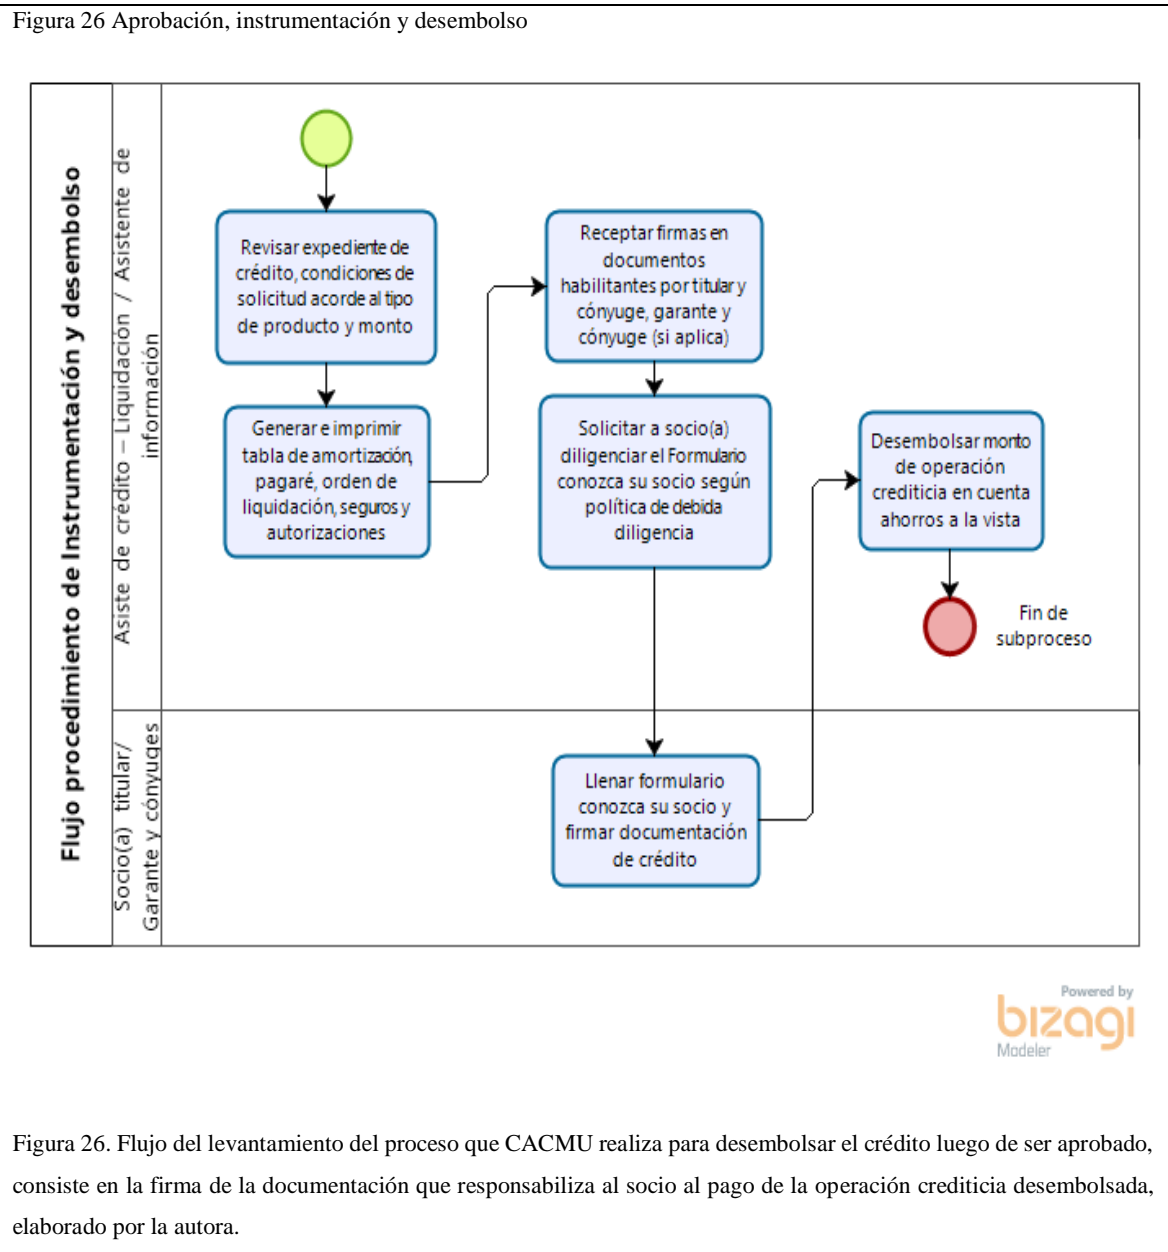 Figura 26 Aprobación, instrumentación y desembolso
Flujo procedimiento de Instrumentación y desembolso
Asiste de crédito – Liquidación / Asistente de
información
Revisar expediente de
crédito, condiciones de
solicitud acorde al tipo
de producto y monto
Generar e imprimir
tabla de amortización,
pagaré, orden de
liquidación, seguros y
autorizaciones
Receptar firmas en
documentos
habilitantes por titular y
cónyuge, garante y
cónyuge (si aplica)
Solicitar a socio(a)
diligenciar el Formulario
conozca su socio según
política de debida
diligencia
Desembolsar monto
de operación
crediticia en cuenta
ahorros a la vista
Fin de
subproceso
Socio(a) titular/
Garante y cónyuges
Llenar formulario
conozca su socio y
firmar documentación
de crédito
Powered by
bizagi
Modeler
Figura 26. Flujo del levantamiento del proceso que CACMU realiza para desembolsar el crédito luego de ser aprobado,
consiste en la firma de la documentación que responsabiliza al socio al pago de la operación crediticia desembolsada,
elaborado por la autora.